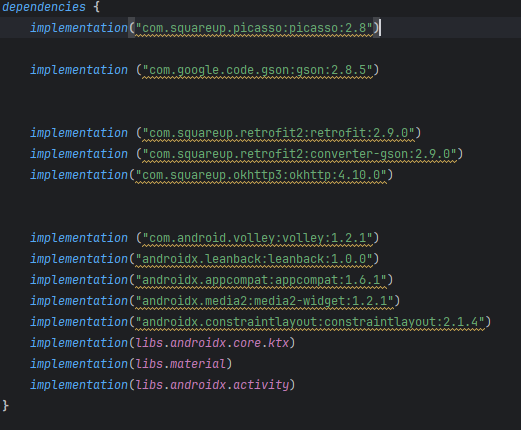 dependencies {
implementation("com.squareup.picasso:picasso:2.8")
implementation ("com.google.code.gson:gson:2.8.5")
implementation ("com.squareup.retrofit2:retrofit:2.9.0")
implementation ("com.squareup.retrofit2:converter-gson:2.9.0")
implementation("com.squareup.okhttp3:okhttp:4.10.0")
implementation ("com.android.volley:volley:1.2.1")
implementation("androidx.leanback:leanback:1.0.0")
implementation("androidx.appcompat:appcompat:1.6.1")
implementation("androidx.media2:media2-widget:1.2.1")
implementation("androidx.constraintlayout:constraintlayout:2.1.4")
implementation(libs.androidx.core.ktx)
implementation(libs.material)
implementation(libs.androidx.activity)
}